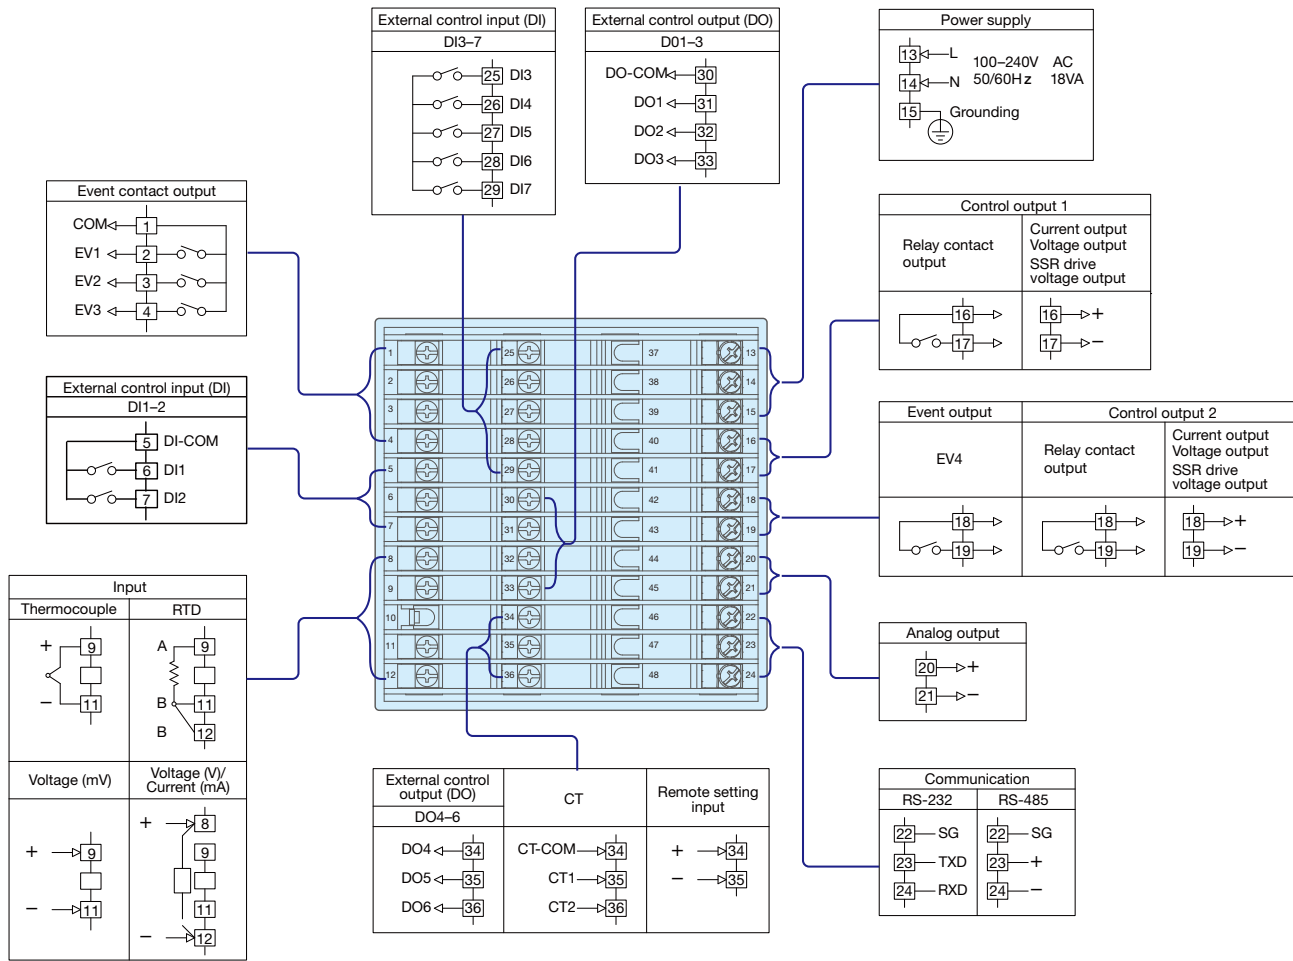 External control input (DI)
DI3–7
25 DI3
26 DI4
27 DI5
28 DI6
29 DI7
External control output (DO)
D01–3
DO-COM 30
DO1 31
DO2 32
DO3 33
Power supply
13 L
14 N
100–240V AC
50/60Hz 18VA
15 Grounding
Event contact output
COM 1
EV1 2
EV2 3
EV3 4
Control output 1
Relay contact
output
Current output
Voltage output
SSR drive
voltage output
16 16 +
17 17 −
External control input (DI)
DI1–2
5 DI-COM
6 DI1
7 DI2
1 25 37 13
2 26 38 14
3 27 39 15
4 28 40 16
5 29 41 17
6 30 42 18
7 31 43 19
8 32 44 20
9 33 45 21
10 34 46 22
11 35 47 23
12 36 48 24
Event output
EV4
18
19
Control output 2
Relay contact
output
Current output
Voltage output
SSR drive
voltage output
18 18 +
19 19 −
Input
Thermocouple
+ 9
− 11
RTD
A 9
B 11
B 12
Voltage (mV)
+ 9
− 11
Voltage (V)/
Current (mA)
+ 8
9
11
− 12
Analog output
20 +
21 −
External control
output (DO)
DO4–6
DO4 34
DO5 35
DO6 36
CT
CT-COM 34
CT1 35
CT2 36
Remote setting
input
+ 34
− 35
Communication
RS-232 RS-485
22 SG 22 SG
23 TXD 23 +
24 RXD 24 −